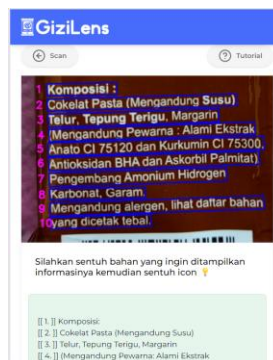 GiziLens
Scan
Tutorial
1 Komposisi :
2 Cokelat Pasta (Mengandung Susu)
3 Telur, Tepung Terigu, Margarin
4 (Mengandung Pewarna : Alami Ekstrak
5 Anato CI 75120 dan Kurkumin CI 75300,
6 Antioksidan BHA dan Askorbil Palmitat)
7 Pengembang Amonium Hidrogen
8 Karbonat, Garam.
9 Mengandung alergen, lihat daftar bahan
10 yang dicetak tebal.
Silahkan sentuh bahan yang ingin ditampilkan
informasinya kemudian sentuh icon
[[ 1. ]] Komposisi:
[[ 2. ]] Cokelat Pasta (Mengandung Susu)
[[ 3. ]] Telur, Tepung Terigu, Margarin
[[ 4. ]] (Mengandung Pewarna: Alami Ekstrak